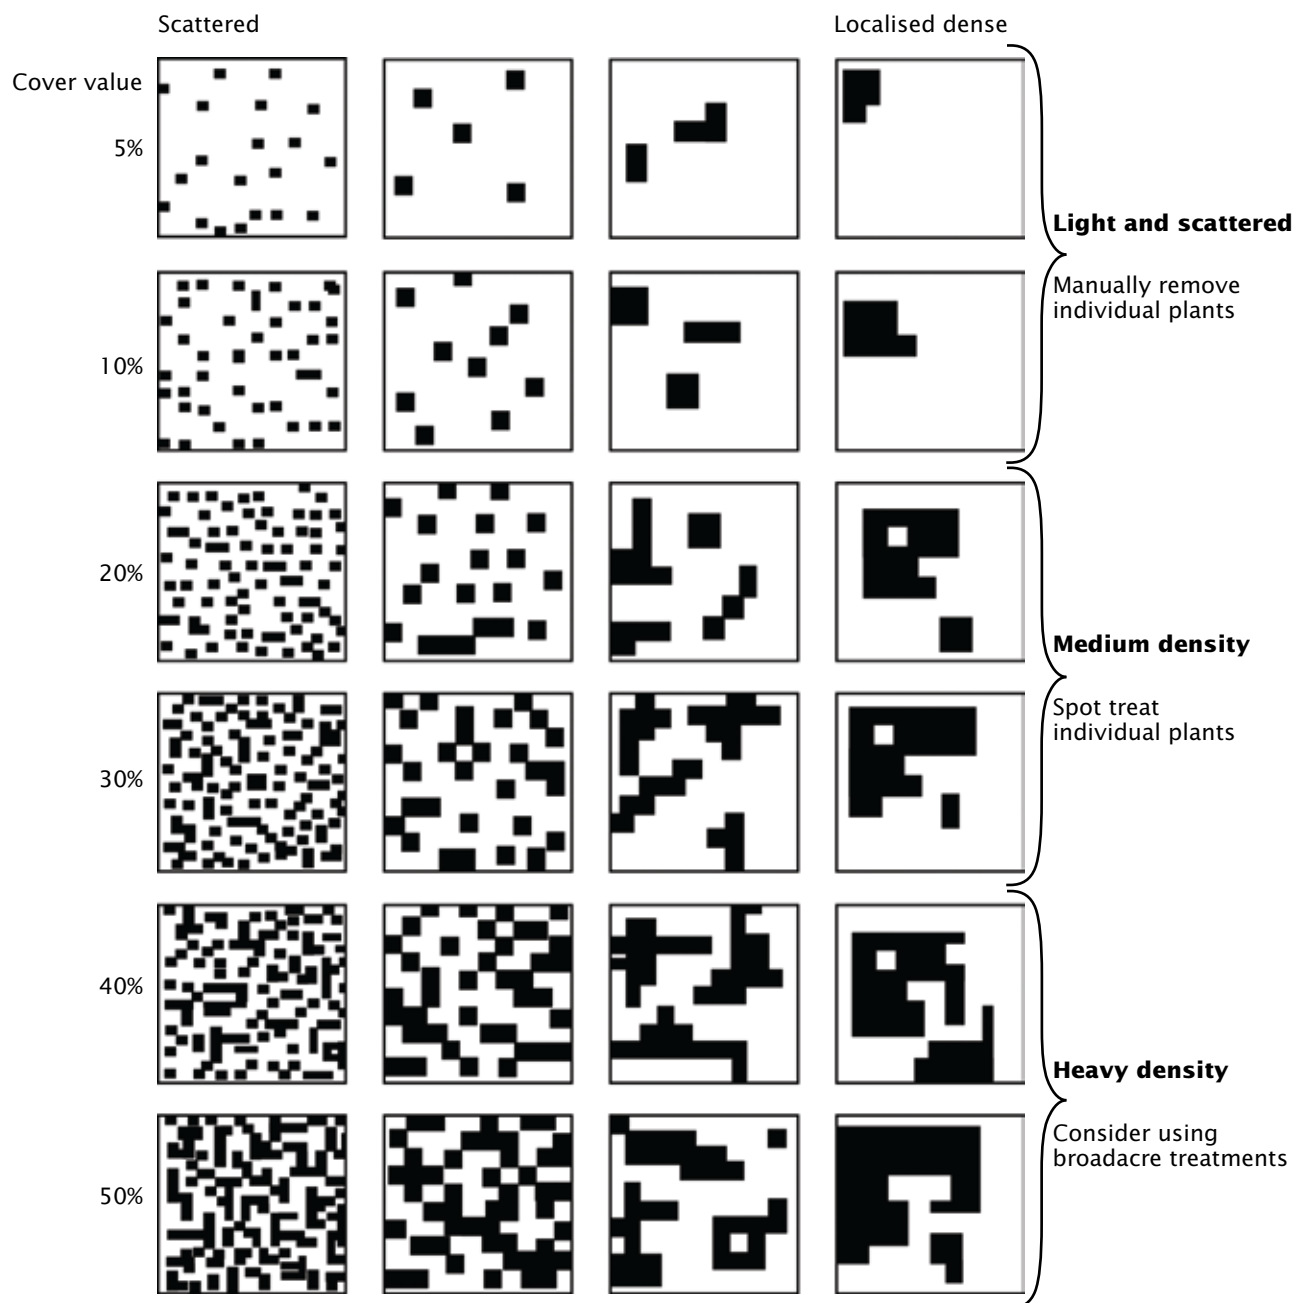 Scattered
Localised dense
Cover value
5%
Light and scattered
Manually remove
individual plants
10%
20%
Medium density
Spot treat
individual plants
30%
40%
Heavy density
Consider using
broadacre treatments
50%